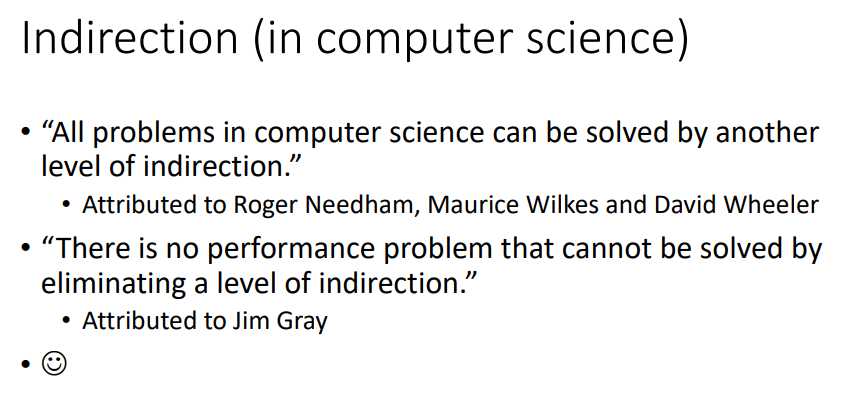 Indirection (in computer science)
• “All problems in computer science can be solved by another
level of indirection.”
• Attributed to Roger Needham, Maurice Wilkes and David Wheeler
• “There is no performance problem that cannot be solved by
eliminating a level of indirection.”
• Attributed to Jim Gray
• ☺